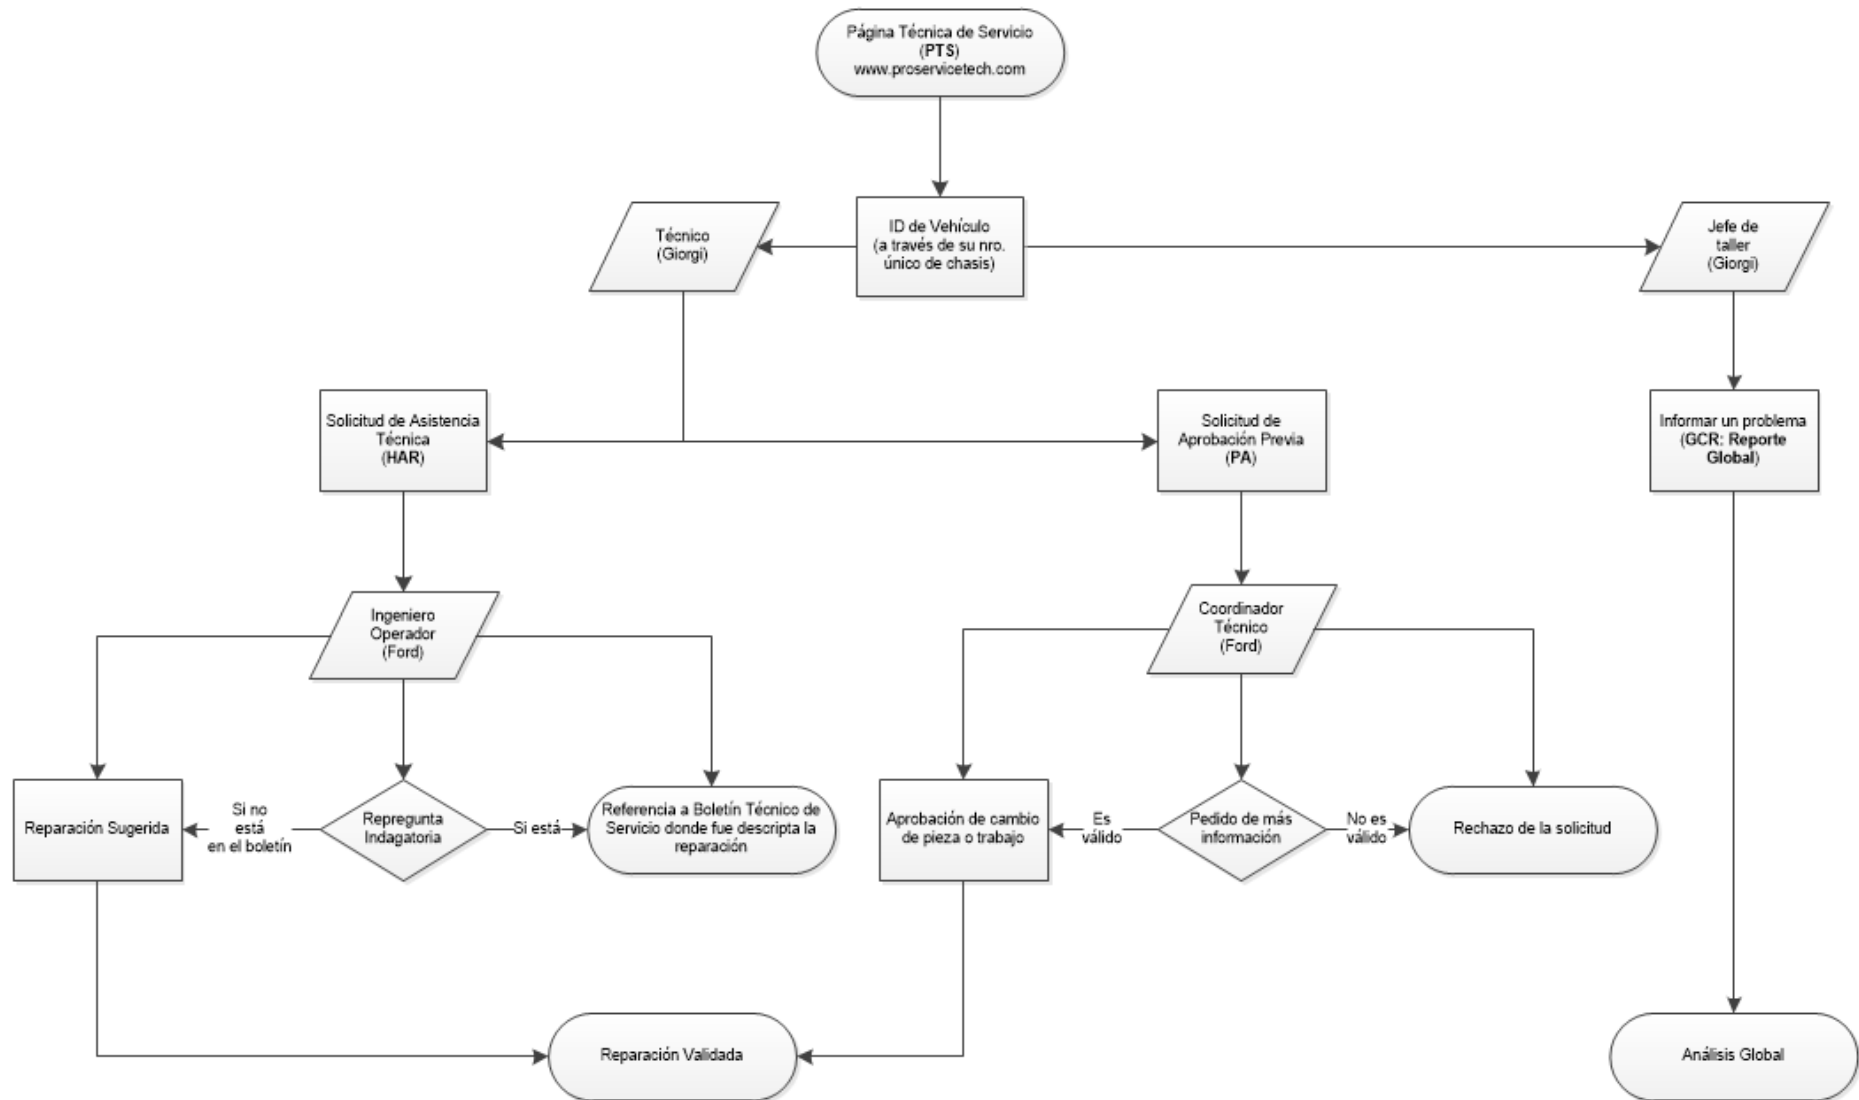 Página Técnica de Servicio
(PTS)
www.proservicetech.com
Técnico
(Giorgi)
ID de Vehículo
(a través de su nro.
único de chasis)
Jefe de
taller
(Giorgi)
Solicitud de Asistencia
Técnica
(HAR)
Solicitud de
Aprobación Previa
(PA)
Informar un problema
(GCR: Reporte
Global)
Ingeniero
Operador
(Ford)
Coordinador
Técnico
(Ford)
Reparación Sugerida
Si no
está
en el boletín
Repregunta
Indagatoria
Si está
Referencia a Boletín Técnico de
Servicio donde fue descripta la
reparación
Aprobación de cambio
de pieza o trabajo
Es
válido
Pedido de más
información
No es
válido
Rechazo de la solicitud
Reparación Validada
Análisis Global